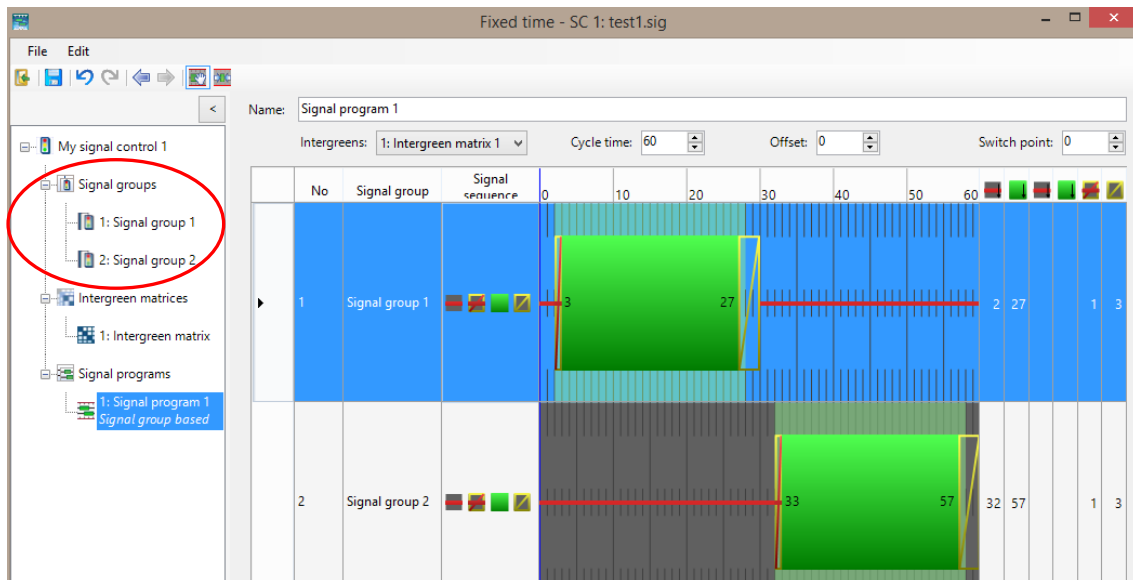 Fixed time - SC 1: test1.sig
File Edit
<
Name: Signal program 1
My signal control 1
Intergreens: 1: Intergreen matrix 1 Cycle time: 60 Offset: 0 Switch point: 0
Signal groups
No Signal group Signal sequence 0 10 20 30 40 50 60
1: Signal group 1
2: Signal group 2
Intergreen matrices
1 Signal group 1 3 27 2 27 1 3
1: Intergreen matrix
Signal programs
1: Signal program 1
Signal group based
2 Signal group 2 33 57 32 57 1 3